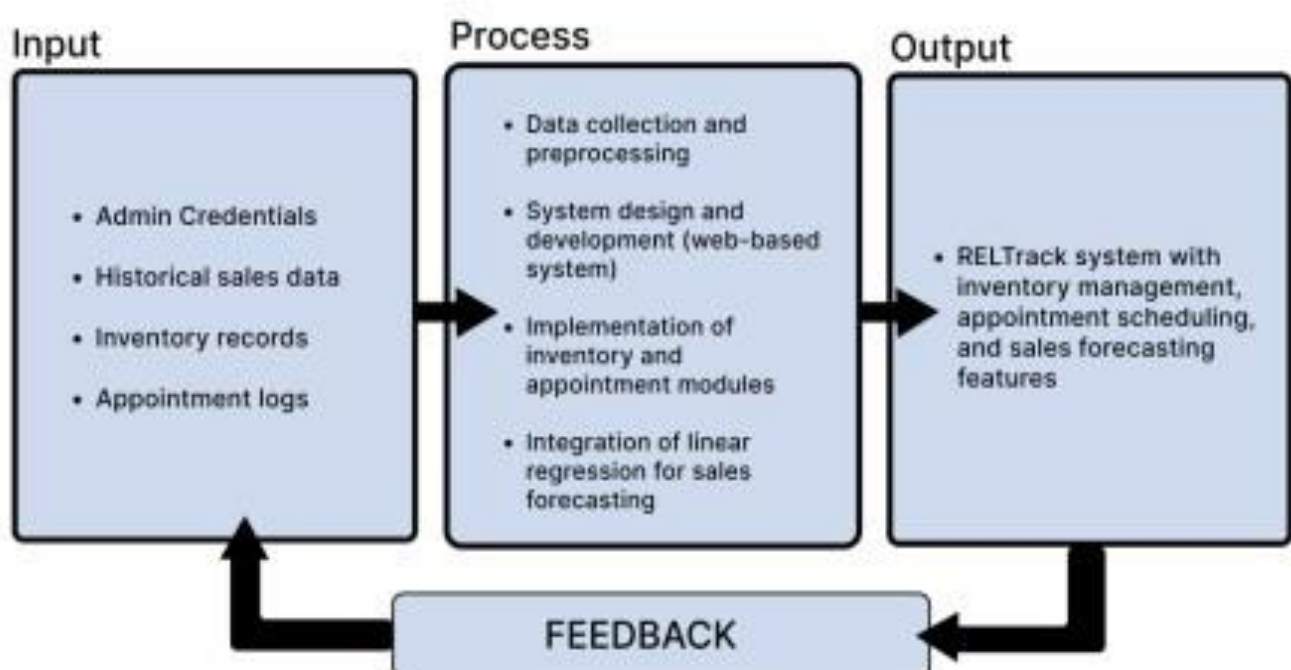 Input
• Admin Credentials
• Historical sales data
• Inventory records
• Appointment logs
Process
• Data collection and
preprocessing
• System design and
development (web-based
system)
• Implementation of
inventory and
appointment modules
• Integration of linear
regression for sales
forecasting
Output
• RELTrack system with
inventory management,
appointment scheduling,
and sales forecasting
features
FEEDBACK